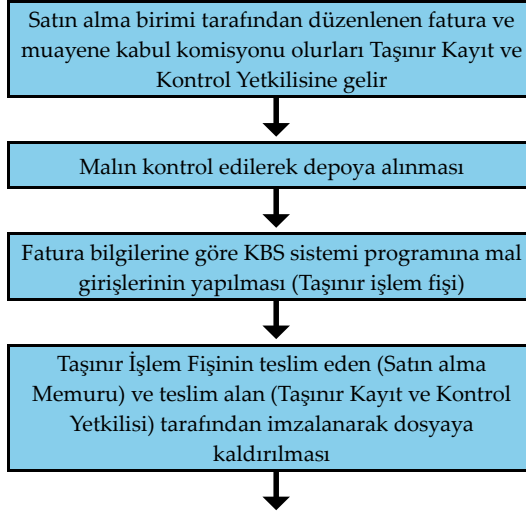 Satın alma birimi tarafından düzenlenen fatura ve
muayene kabul komisyonu olurları Taşınır Kayıt ve
Kontrol Yetkilisine gelir
Malın kontrol edilerek depoya alınması
Fatura bilgilerine göre KBS sistemi programına mal
girişlerinin yapılması (Taşınır işlem fişi)
Taşınır İşlem Fişinin teslim eden (Satın alma
Memuru) ve teslim alan (Taşınır Kayıt ve Kontrol
Yetkilisi) tarafından imzalanarak dosyaya
kaldırılması